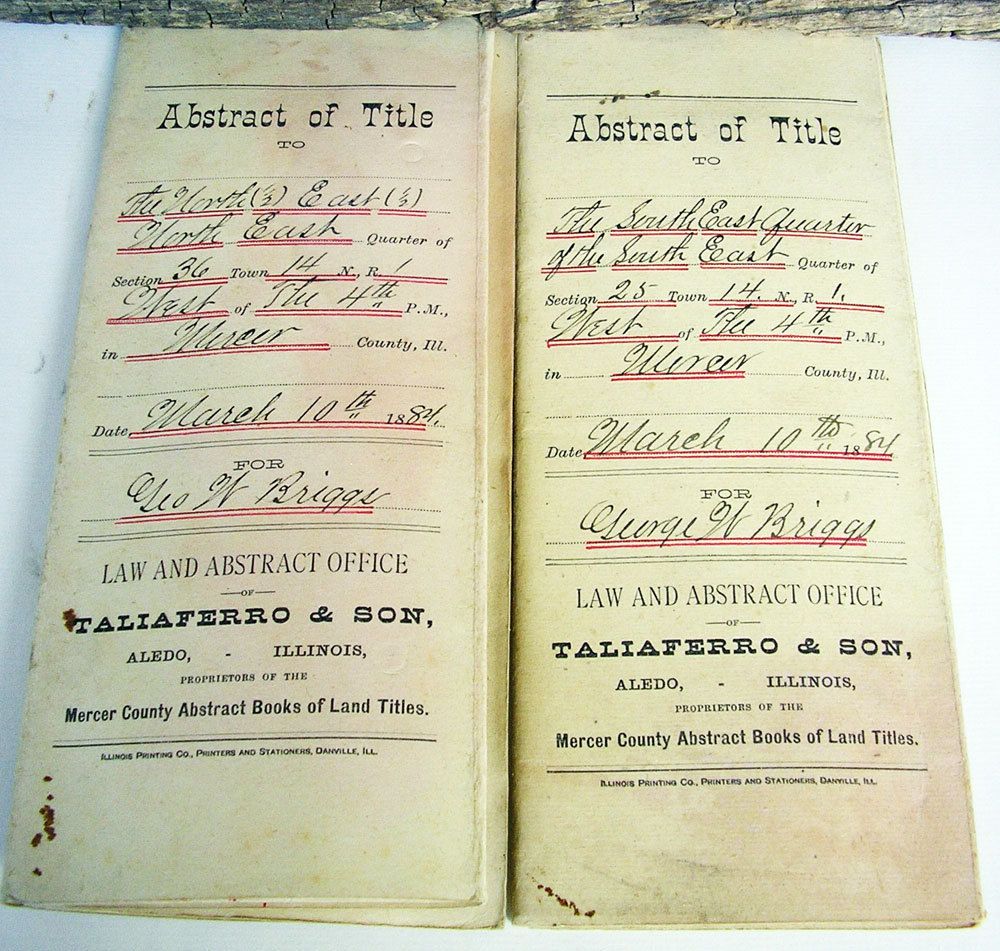 Abstract of Title
TO
The North (½) East (¼)
North East Quarter of
Section 36 Town 14 N., R. 1
West of The 4th P.M.,
in Mercer County, Ill.
Date March 10th 1884.
FOR
Geo W Briggs
LAW AND ABSTRACT OFFICE
OF
TALIAFERRO & SON,
ALEDO, - ILLINOIS,
PROPRIETORS OF THE
Mercer County Abstract Books of Land Titles.
ILLINOIS PRINTING CO., PRINTERS AND STATIONERS, DANVILLE, ILL.
Abstract of Title
TO
The South East Quarter
of the South East Quarter of
Section 25 Town 14. N., R. 1.
West of The 4th P.M.,
in Mercer County, Ill.
Date March 10th 1884
FOR
George W Briggs
LAW AND ABSTRACT OFFICE
OF
TALIAFERRO & SON,
ALEDO, - ILLINOIS,
PROPRIETORS OF THE
Mercer County Abstract Books of Land Titles.
ILLINOIS PRINTING CO., PRINTERS AND STATIONERS, DANVILLE, ILL.